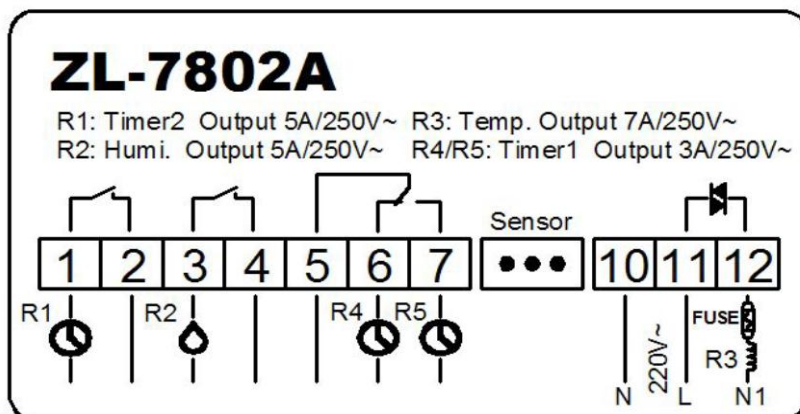 ZL-7802A
R1: Timer2 Output 5A/250V~ R3: Temp. Output 7A/250V~
R2: Humi. Output 5A/250V~ R4/R5: Timer1 Output 3A/250V~
Sensor
1 2 3 4 5 6 7 10 11 12
R1 R2 R4 R5 220V~ FUSE
R3
N L N1